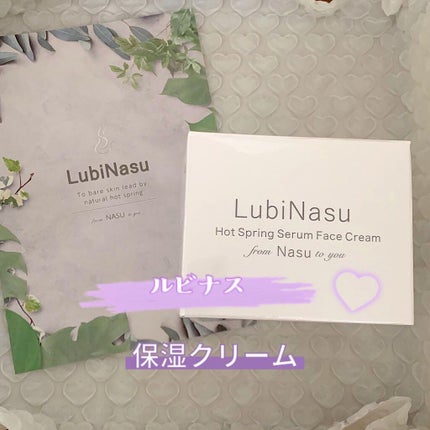 LubiNasu
To bare skin lead by
natural hot spring
from NASU to you
LubiNasu
Hot Spring Serum Face Cream
from Nasu to you
ルビナス
保湿クリーム